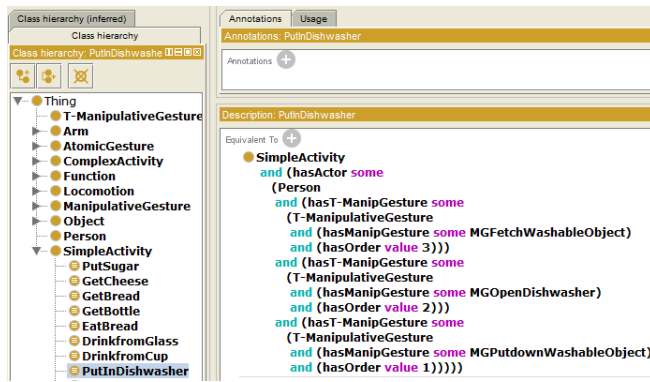 Class hierarchy (inferred)
Class hierarchy
Class hierarchy: PutInDishwashe
Thing
T-ManipulativeGesture
Arm
AtomicGesture
ComplexActivity
Function
Locomotion
ManipulativeGesture
Object
Person
SimpleActivity
PutSugar
GetCheese
GetBread
GetBottle
EatBread
DrinkfromGlass
DrinkfromCup
PutInDishwasher
Annotations Usage
Annotations: PutInDishwasher
Annotations
Description: PutInDishwasher
Equivalent To
SimpleActivity
and (hasActor some
(Person
and (hasT-ManipGesture some
(T-ManipulativeGesture
and (hasManipGesture some MGFetchWashableObject)
and (hasOrder value 3)))
and (hasT-ManipGesture some
(T-ManipulativeGesture
and (hasManipGesture some MGOpenDishwasher)
and (hasOrder value 2)))
and (hasT-ManipGesture some
(T-ManipulativeGesture
and (hasManipGesture some MGPutdownWashableObject)
and (hasOrder value 1)))))